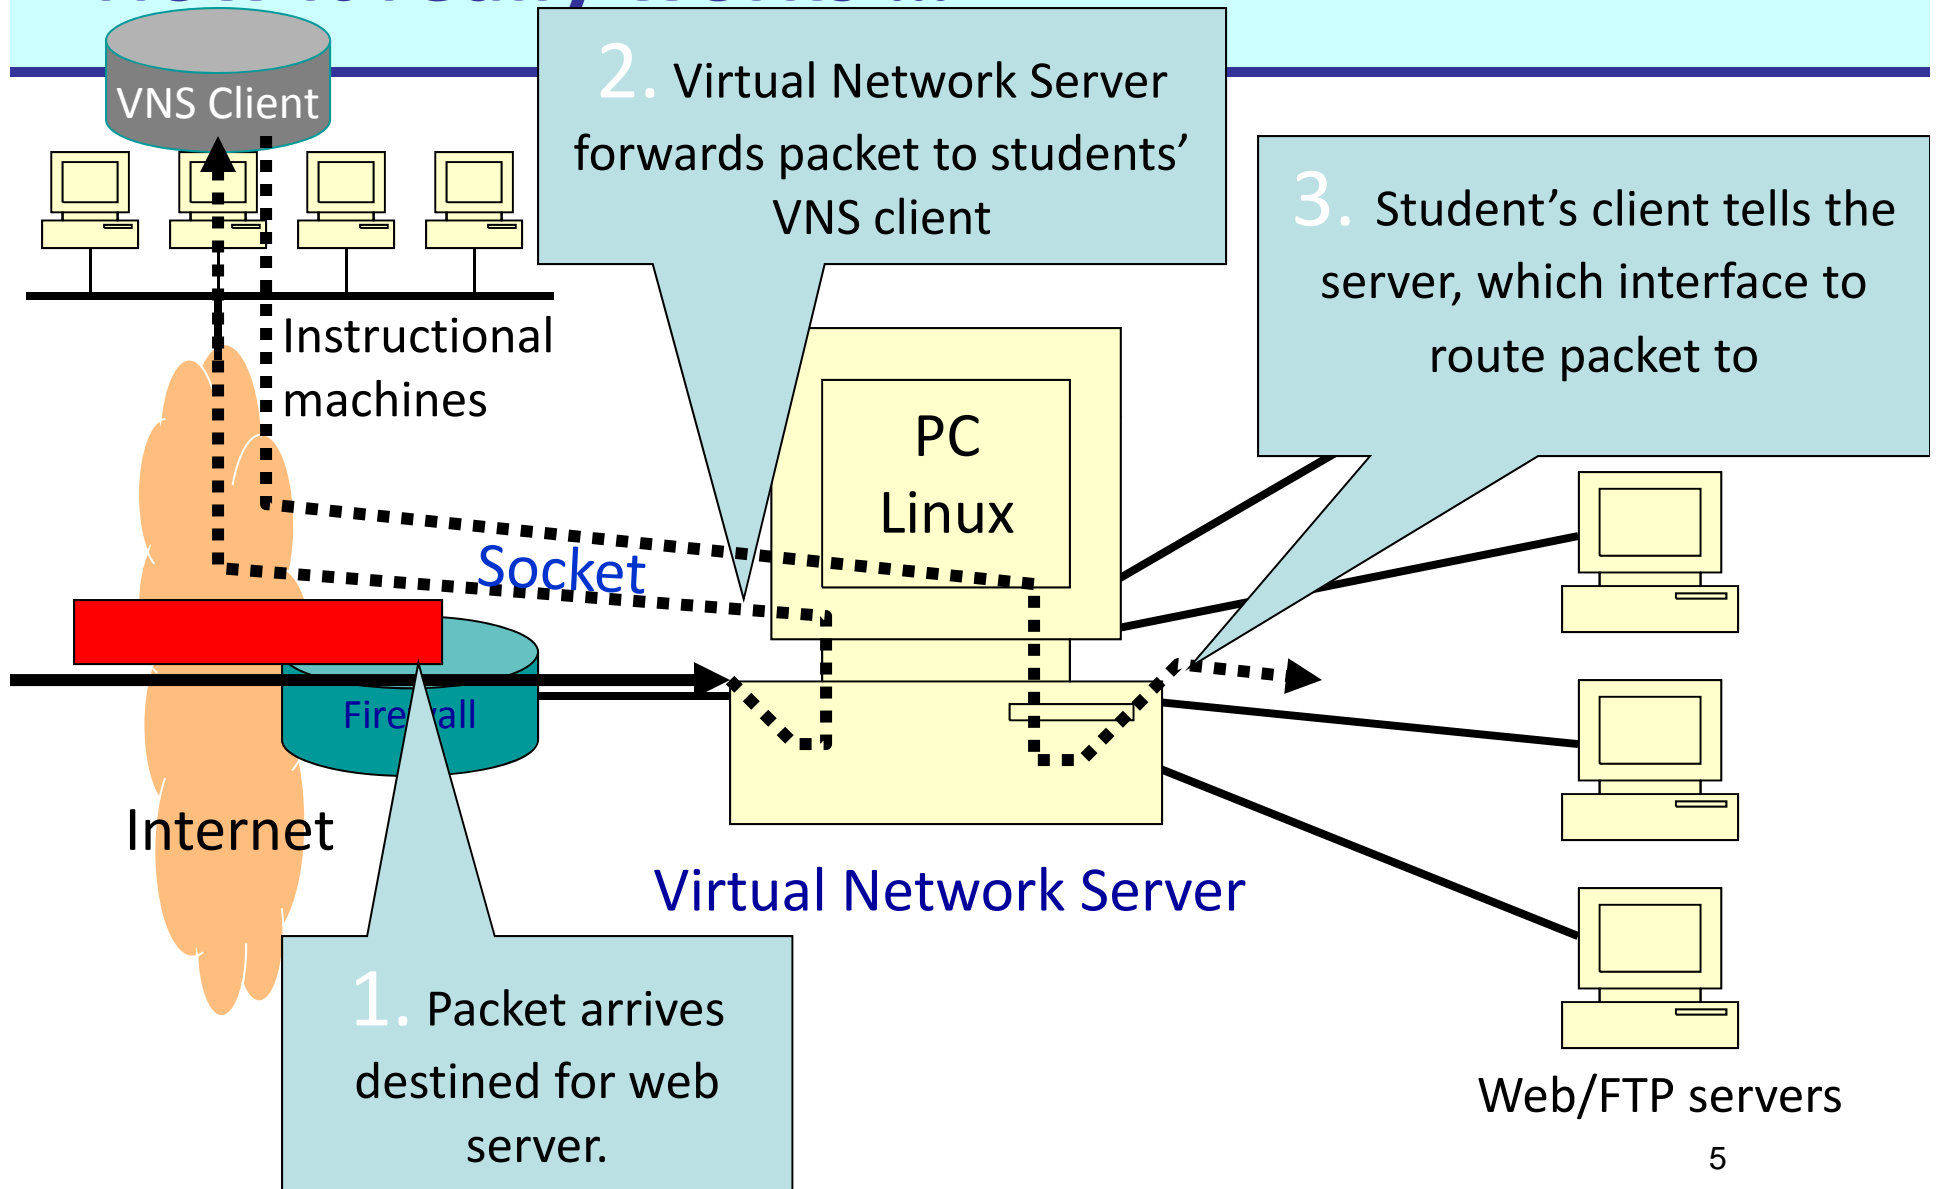 VNS Client
2. Virtual Network Server
forwards packet to students’
VNS client
3. Student’s client tells the
server, which interface to
route packet to
Instructional
machines
PC
Linux
Socket
Firewall
Internet
Virtual Network Server
1. Packet arrives
destined for web
server.
Web/FTP servers
5